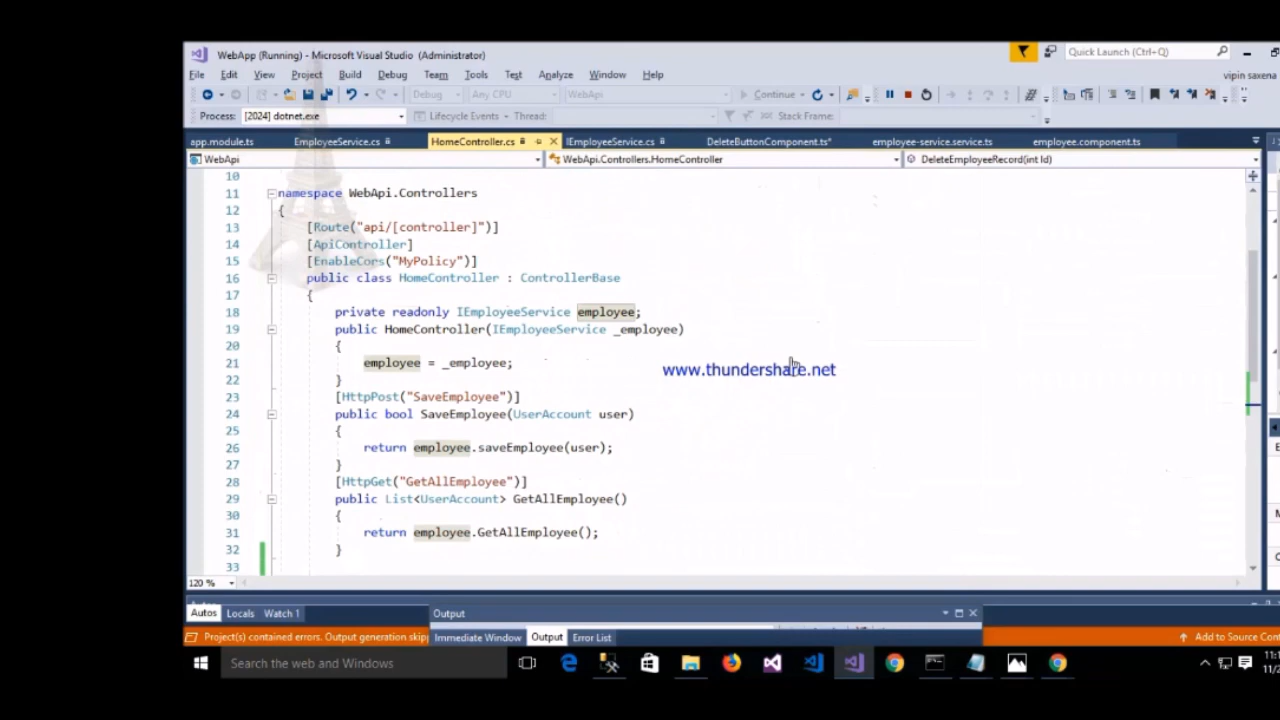 WebApp (Running) - Microsoft Visual Studio (Administrator)
Quick Launch (Ctrl+Q)
File Edit View Project Build Debug Team Tools Test Analyze Window Help
vipin saxena
Debug Any CPU WebApi Continue
Process: [2024] dotnet.exe Lifecycle Events Thread: Stack Frame:
app.module.ts EmployeeService.cs HomeController.cs IEmployeeService.cs DeleteButtonComponent.ts* employee-service.service.ts employee.component.ts
WebApi WebApi.Controllers.HomeController DeleteEmployeeRecord(int Id)
10
11 namespace WebApi.Controllers
12 {
13 [Route("api/[controller]")]
14 [ApiController]
15 [EnableCors("MyPolicy")]
16 public class HomeController : ControllerBase
17 {
18 private readonly IEmployeeService employee;
19 public HomeController(IEmployeeService _employee)
20 {
21 employee = _employee;
www.thundershare.net
22 }
23 [HttpPost("SaveEmployee")]
24 public bool SaveEmployee(UserAccount user)
25 {
26 return employee.saveEmployee(user);
27 }
28 [HttpGet("GetAllEmployee")]
29 public List<UserAccount> GetAllEmployee()
30 {
31 return employee.GetAllEmployee();
32 }
33
120 %
Autos Locals Watch 1 Output
Project(s) contained errors. Output generation skip Immediate Window Output Error List Add to Source Cont
Search the web and Windows